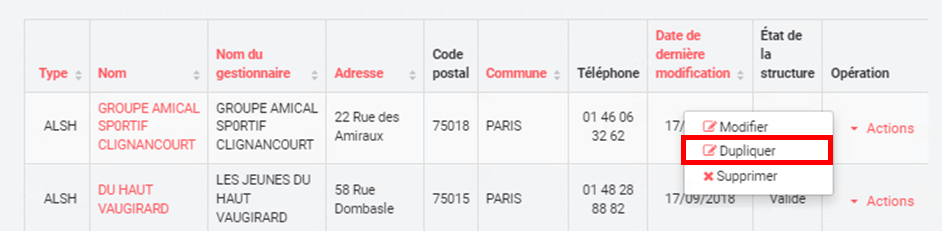 Type Nom Nom du gestionnaire Adresse Code postal Commune Téléphone Date de dernière modification État de la structure Opération
ALSH GROUPE AMICAL SP0RTIF CLIGNANCOURT GROUPE AMICAL SP0RTIF CLIGNANCOURT 22 Rue des Amiraux 75018 PARIS 01 46 06 32 62 17/ Actions
Modifier
Dupliquer
Supprimer
ALSH DU HAUT VAUGIRARD LES JEUNES DU HAUT VAUGIRARD 58 Rue Dombasle 75015 PARIS 01 48 28 88 82 17/09/2018 Valide Actions